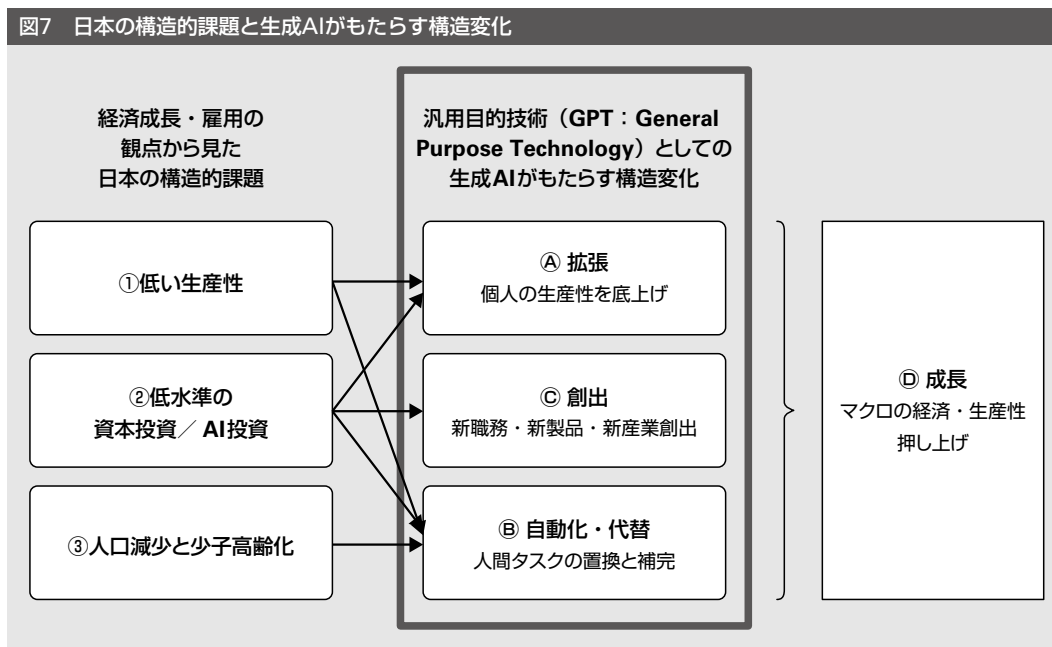 図7 日本の構造的課題と生成AIがもたらす構造変化
経済成長・雇用の
観点から見た
日本の構造的課題
①低い生産性
②低水準の
資本投資／AI投資
③人口減少と少子高齢化
汎用目的技術（GPT：General
Purpose Technology）としての
生成AIがもたらす構造変化
Ⓐ 拡張
個人の生産性を底上げ
Ⓒ 創出
新職務・新製品・新産業創出
Ⓑ 自動化・代替
人間タスクの置換と補完
Ⓓ 成長
マクロの経済・生産性
押し上げ